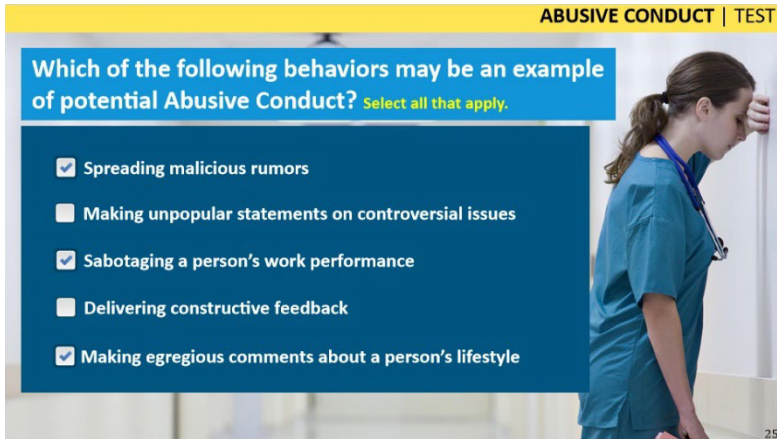 ABUSIVE CONDUCT | TEST
Which of the following behaviors may be an example
of potential Abusive Conduct? Select all that apply.
Spreading malicious rumors
Making unpopular statements on controversial issues
Sabotaging a person's work performance
Delivering constructive feedback
Making egregious comments about a person's lifestyle
25